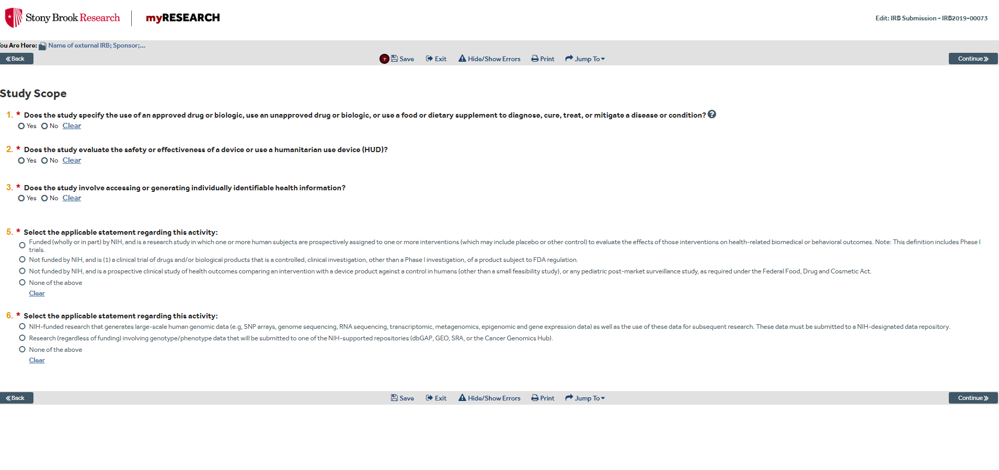 Stony Brook Research
myRESEARCH
Edit: IRB Submission - IRB2019-00073
ou Are Here: Name of external IRB; Sponsor;...
Back
? Save Exit Hide/Show Errors Print Jump To
Continue
Study Scope
1. * Does the study specify the use of an approved drug or biologic, use an unapproved drug or biologic, or use a food or dietary supplement to diagnose, cure, treat, or mitigate a disease or condition? ?
Yes No Clear
2. * Does the study evaluate the safety or effectiveness of a device or use a humanitarian use device (HUD)?
Yes No Clear
3. * Does the study involve accessing or generating individually identifiable health information?
Yes No Clear
5. * Select the applicable statement regarding this activity:
Funded (wholly or in part) by NIH, and is a research study in which one or more human subjects are prospectively assigned to one or more interventions (which may include placebo or other control) to evaluate the effects of those interventions on health-related biomedical or behavioral outcomes. Note: This definition includes Phase I
trials.
Not funded by NIH, and is (1) a clinical trial of drugs and/or biological products that is a controlled, clinical investigation, other than a Phase I investigation, of a product subject to FDA regulation.
Not funded by NIH, and is a prospective clinical study of health outcomes comparing an intervention with a device product against a control in humans (other than a small feasibility study), or any pediatric post-market surveillance study, as required under the Federal Food, Drug and Cosmetic Act.
None of the above
Clear
6. * Select the applicable statement regarding this activity:
NIH-funded research that generates large-scale human genomic data (e.g, SNP arrays, genome sequencing, RNA sequencing, transcriptomic, metagenomics, epigenomic and gene expression data) as well as the use of these data for subsequent research. These data must be submitted to a NIH-designated data repository.
Research (regardless of funding) involving genotype/phenotype data that will be submitted to one of the NIH-supported repositories (dbGAP, GEO, SRA, or the Cancer Genomics Hub).
None of the above
Clear
Back
Save Exit Hide/Show Errors Print Jump To
Continue